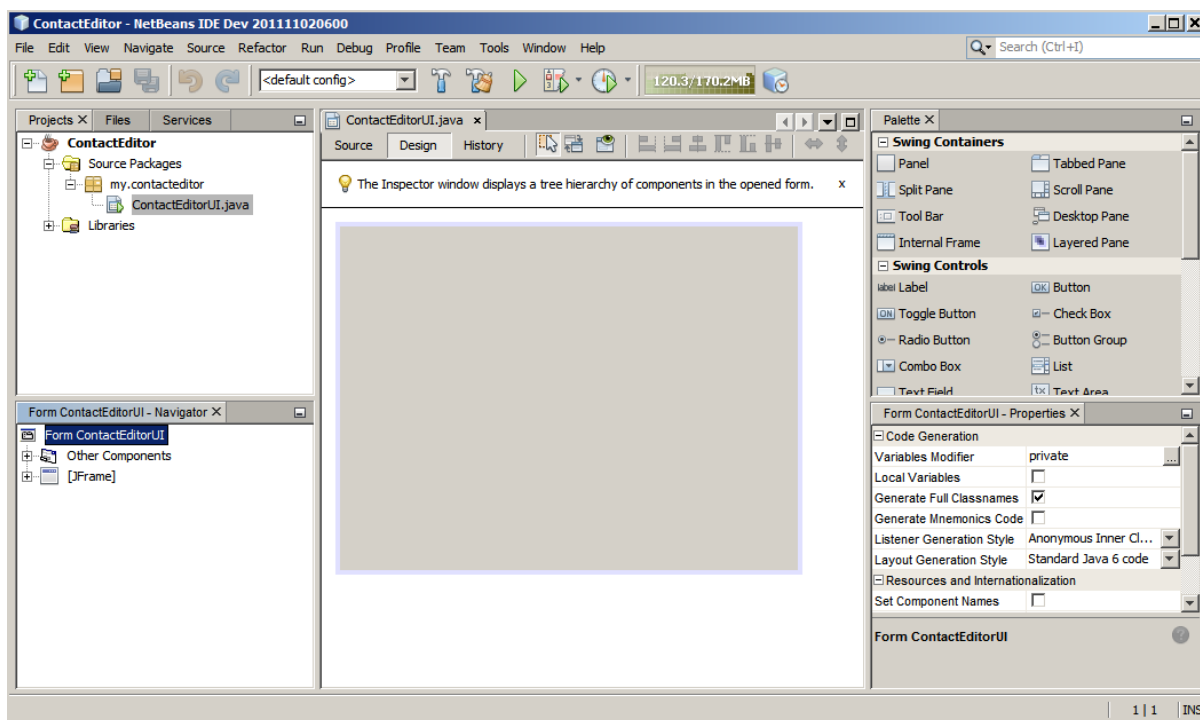 ContactEditor - NetBeans IDE Dev 201111020600
File Edit View Navigate Source Refactor Run Debug Profile Team Tools Window Help
Search (Ctrl+I)
<default config>
120.3/170.2MB
Projects Files Services
ContactEditor
Source Packages
my.contacteditor
ContactEditorUI.java
Libraries
Form ContactEditorUI - Navigator
Form ContactEditorUI
Other Components
[JFrame]
ContactEditorUI.java
Source Design History
The Inspector window displays a tree hierarchy of components in the opened form. x
Palette
Swing Containers
Panel Tabbed Pane
Split Pane Scroll Pane
Tool Bar Desktop Pane
Internal Frame Layered Pane
Swing Controls
label Label OK Button
ON Toggle Button Check Box
Radio Button Button Group
Combo Box List
Text Field tx Text Area
Form ContactEditorUI - Properties
Code Generation
Variables Modifier private ...
Local Variables
Generate Full Classnames
Generate Mnemonics Code
Listener Generation Style Anonymous Inner Cl...
Layout Generation Style Standard Java 6 code
Resources and Internationalization
Set Component Names
Form ContactEditorUI
1|1 INS